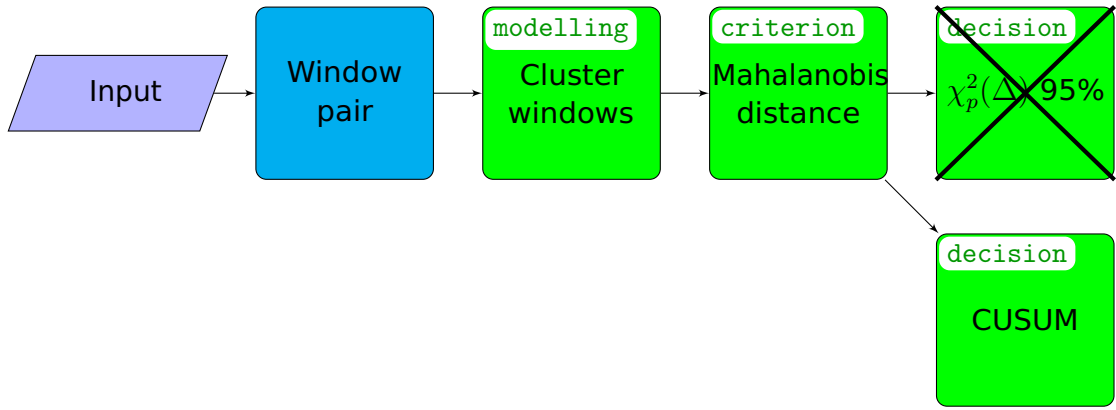 Input
Window
pair
modelling
Cluster
windows
criterion
Mahalanobis
distance
decision
χ²ₚ(Δ) 95%
decision
CUSUM